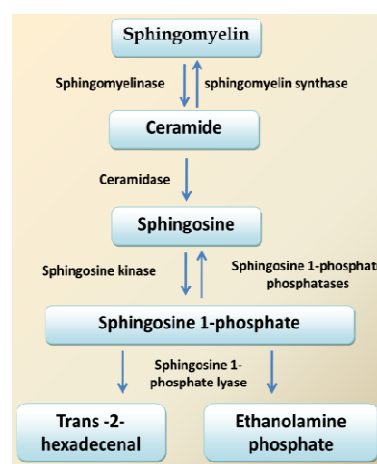 Sphingomyelin
Sphingomyelinase
sphingomyelin synthase
Ceramide
Ceramidase
Sphingosine
Sphingosine kinase
Sphingosine 1-phosphat
phosphatases
Sphingosine 1-phosphate
Sphingosine 1-
phosphate lyase
Trans -2-
hexadecenal
Ethanolamine
phosphate